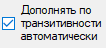 Дополнять по
транзитивности
автоматически